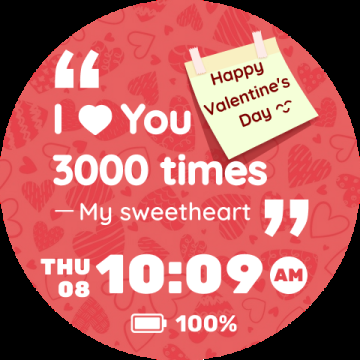 “
Happy
Valentine's
Day
I ♥ You
3000 times
— My sweetheart
”
THU
08
10:09
AM
100%